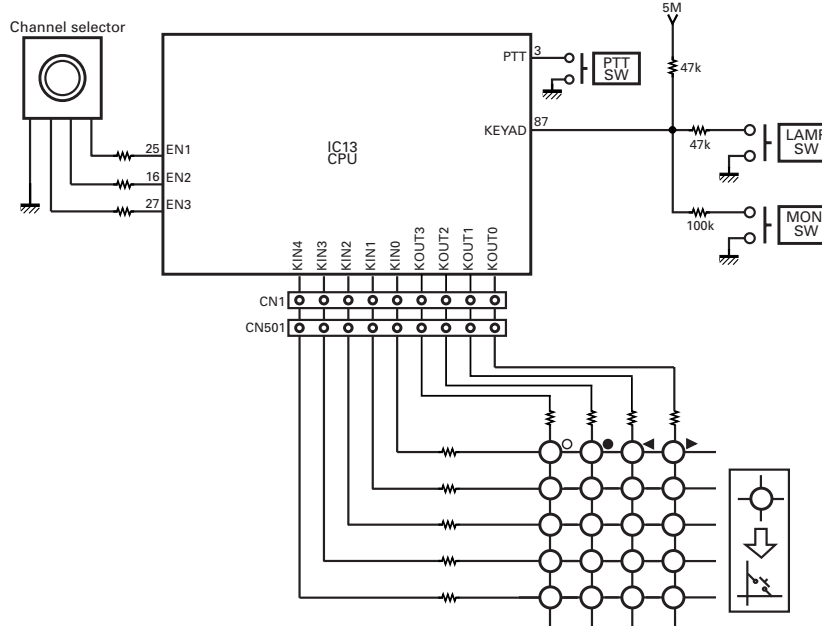 Channel selector
5M
PTT
3
PTT
SW
47k
KEYAD
87
47k
LAMP
SW
IC13
CPU
25
EN1
16
EN2
27
EN3
100k
SW
KIN4
KIN3
KIN2
KIN1
KIN0
KOUT3
KOUT2
KOUT1
KOUT0
CN1
CN501